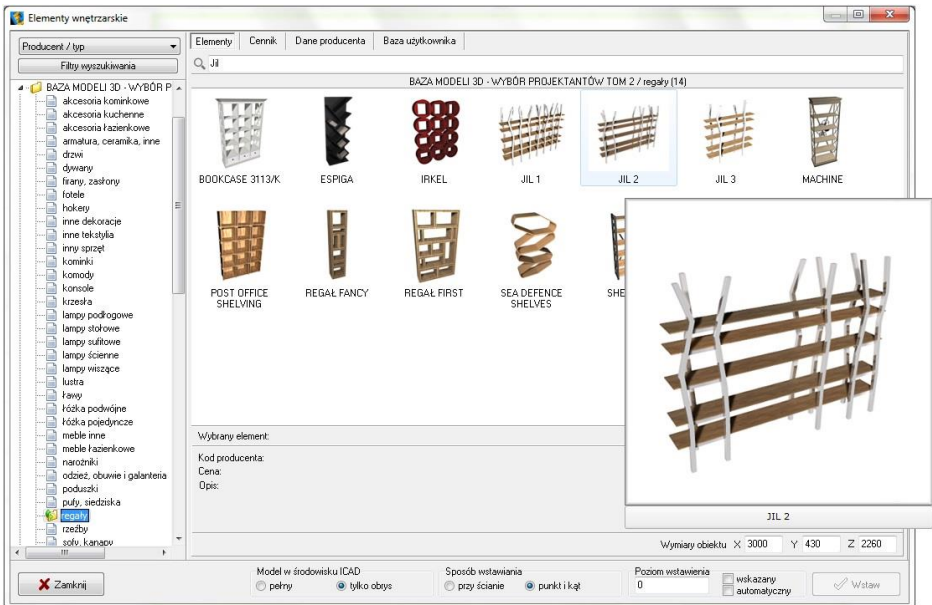 Elementy wnętrzarskie
Producent / typ
Filtry wyszukiwania
BAZA MODELI 3D - WYBÓR P
akcesoria kominkowe
akcesoria kuchenne
akcesoria łazienkowe
armatura, ceramika, inne
drzwi
dywany
firany, zasłony
fotele
hokery
inne dekoracje
inne tekstylia
inny sprzęt
kominki
komody
konsole
krzesła
lampy podłogowe
lampy stołowe
lampy sufitowe
lampy ścienne
lampy wiszące
lustra
ławy
łóżka podwójne
łóżka pojedyncze
meble inne
meble łazienkowe
narożniki
odzież, obuwie i galanteria
poduszki
pufy, siedziska
regały
rzeźby
sofy, kanapy
Elementy Cennik Dane producenta Baza użytkownika
Jil
BAZA MODELI 3D - WYBÓR PROJEKTANTÓW TOM 2 / regały (14)
BOOKCASE 3113/K ESPIGA IRKEL JIL 1 JIL 2 JIL 3 MACHINE
POST OFFICE SHELVING REGAŁ FANCY REGAŁ FIRST SEA DEFENCE SHELVES SHE
JIL 2
Wybrany element:
Kod producenta:
Cena:
Opis:
Wymiary obiektu X 3000 Y 430 Z 2260
Zamknij
Model w środowisku ICAD
pełny tylko obrys
Sposób wstawiania
przy ścianie punkt i kąt
Poziom wstawienia
0
wskazany
automatyczny
Wstaw